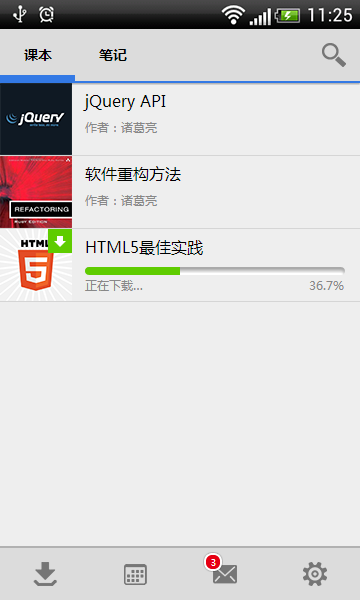 11:25
课本
笔记
jQuery
jQuery API
作者：诸葛亮
REFACTORING
RUBY EDITION
软件重构方法
作者：诸葛亮
HTML
5
HTML5最佳实践
正在下载...
36.7%
3